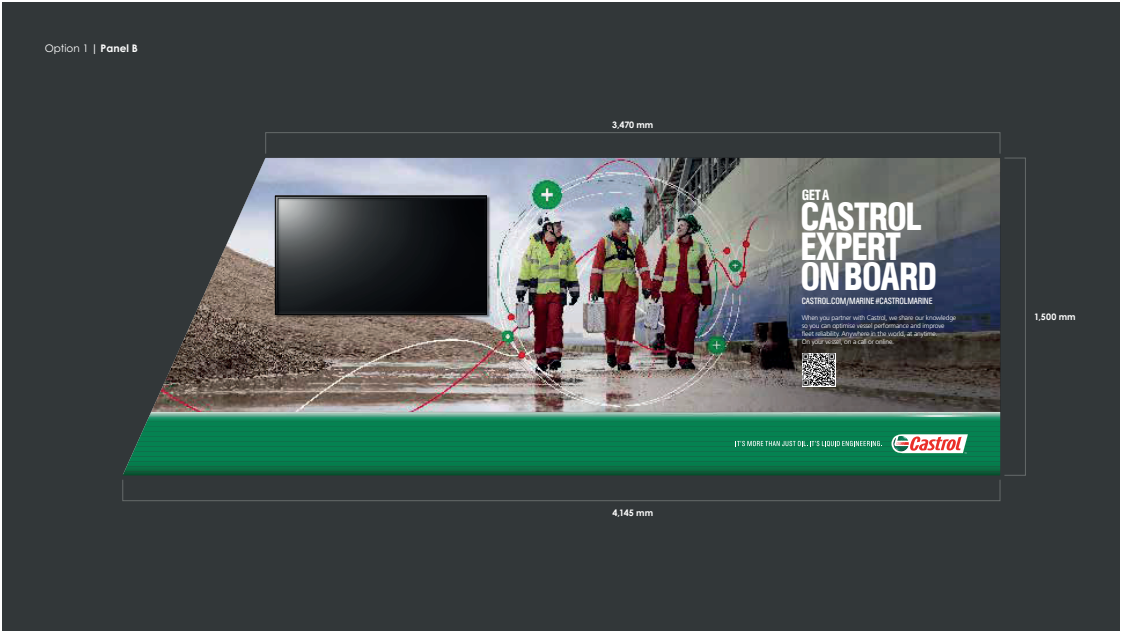 Option 1 | Panel B
3,470 mm
GET A
CASTROL
EXPERT
ON BOARD
CASTROL.COM/MARINE #CASTROLMARINE
When you partner with Castrol, we share our knowledge
so you can optimise vessel performance and improve
fleet reliability. Anywhere in the world, at anytime.
On your vessel, on a call or online.
1,500 mm
IT'S MORE THAN JUST OIL. IT'S LIQUID ENGINEERING.
Castrol
4,145 mm